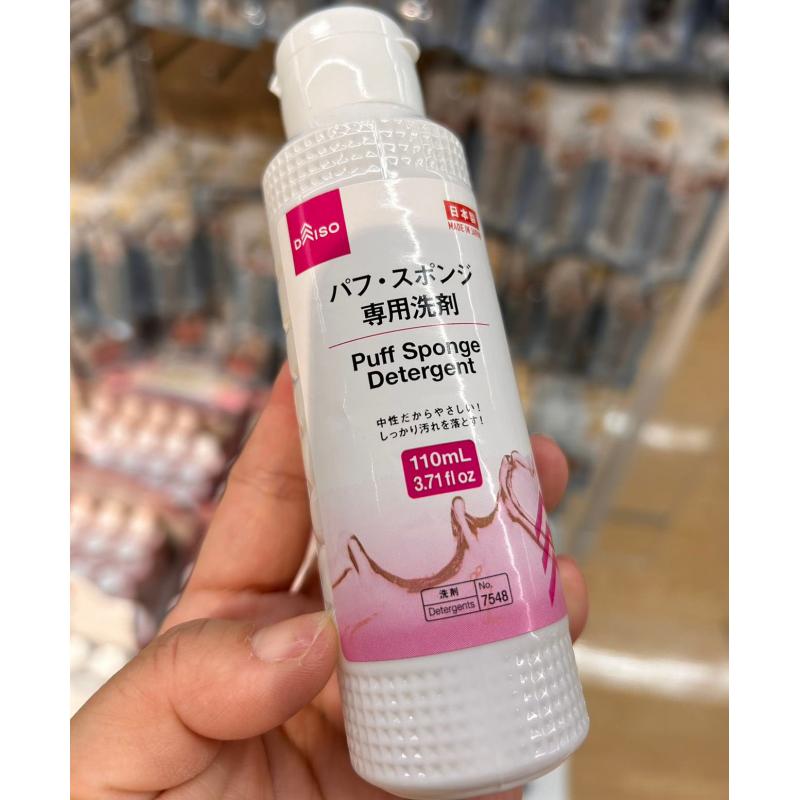 DAISO
日本製
MADE IN JAPAN
パフ・スポンジ
専用洗剤
Puff Sponge
Detergent
中性だからやさしい!
しっかり汚れを落とす!
110mL
3.71fl oz
洗剤
Detergents
No.
7548